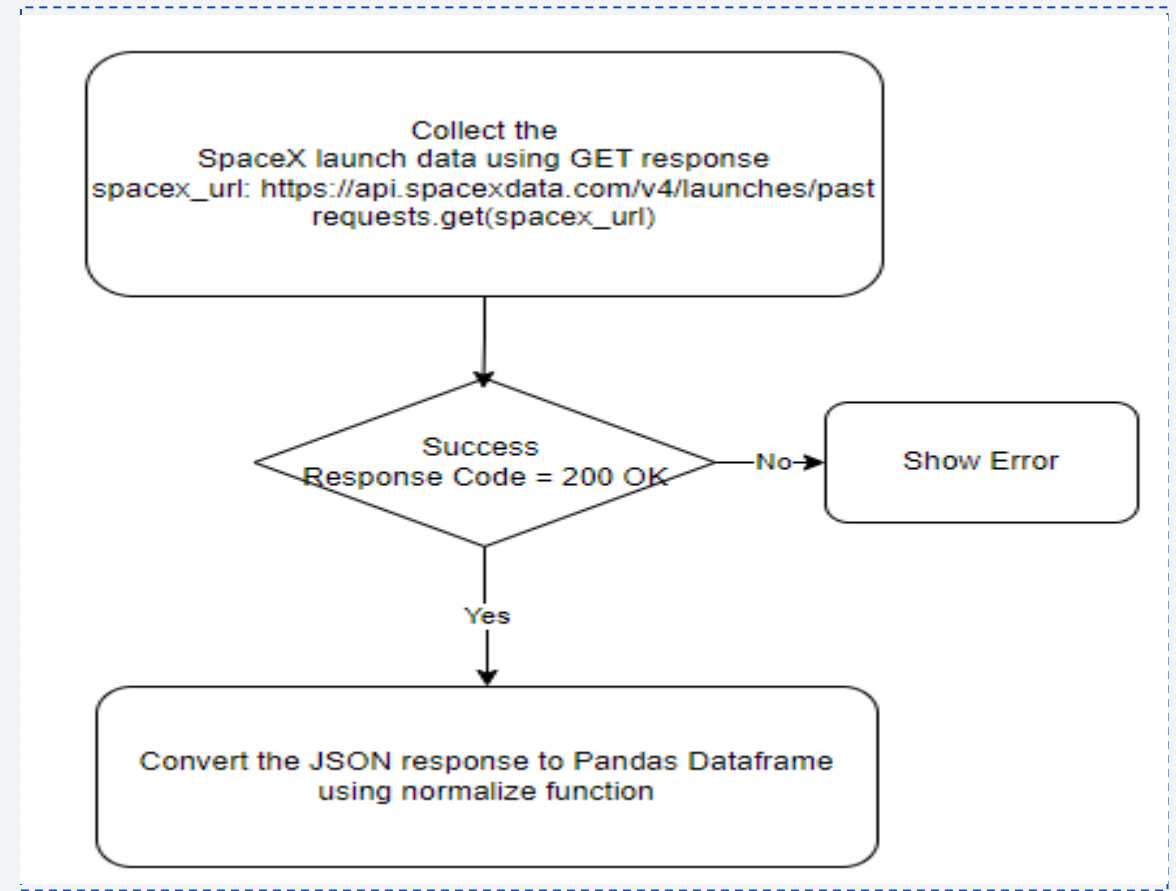 Collect the
SpaceX launch data using GET response
spacex_url: https://api.spacexdata.com/v4/launches/past
requests.get(spacex_url)
Success
Response Code = 200 OK
No
Show Error
Yes
Convert the JSON response to Pandas Dataframe
using normalize function